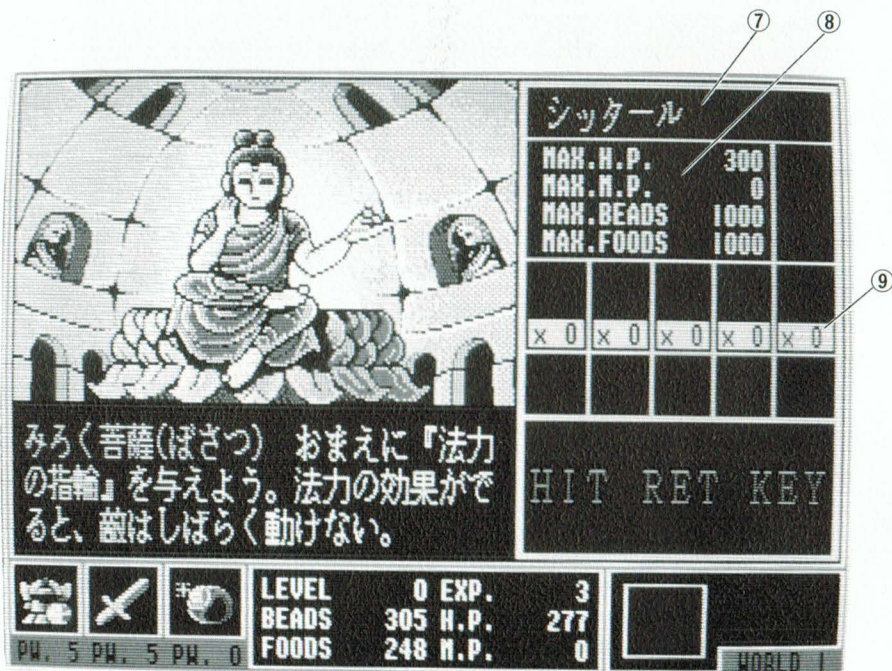 ⑦ ⑧
シッタール
MAX.H.P. 300
MAX.M.P. 0
MAX.BEADS 1000
MAX.FOODS 1000
⑨
x 0 x 0 x 0 x 0 x 0
みろく菩薩(ぼさつ) おまえに『法力
の指輪』を与えよう。法力の効果がで
ると、敵はしばらく動けない。
HIT RET KEY
LEVEL 0 EXP. 3
BEADS 305 H.P. 277
FOODS 248 M.P. 0
PW. 5 PW. 5 PW. 0
WORLD 1